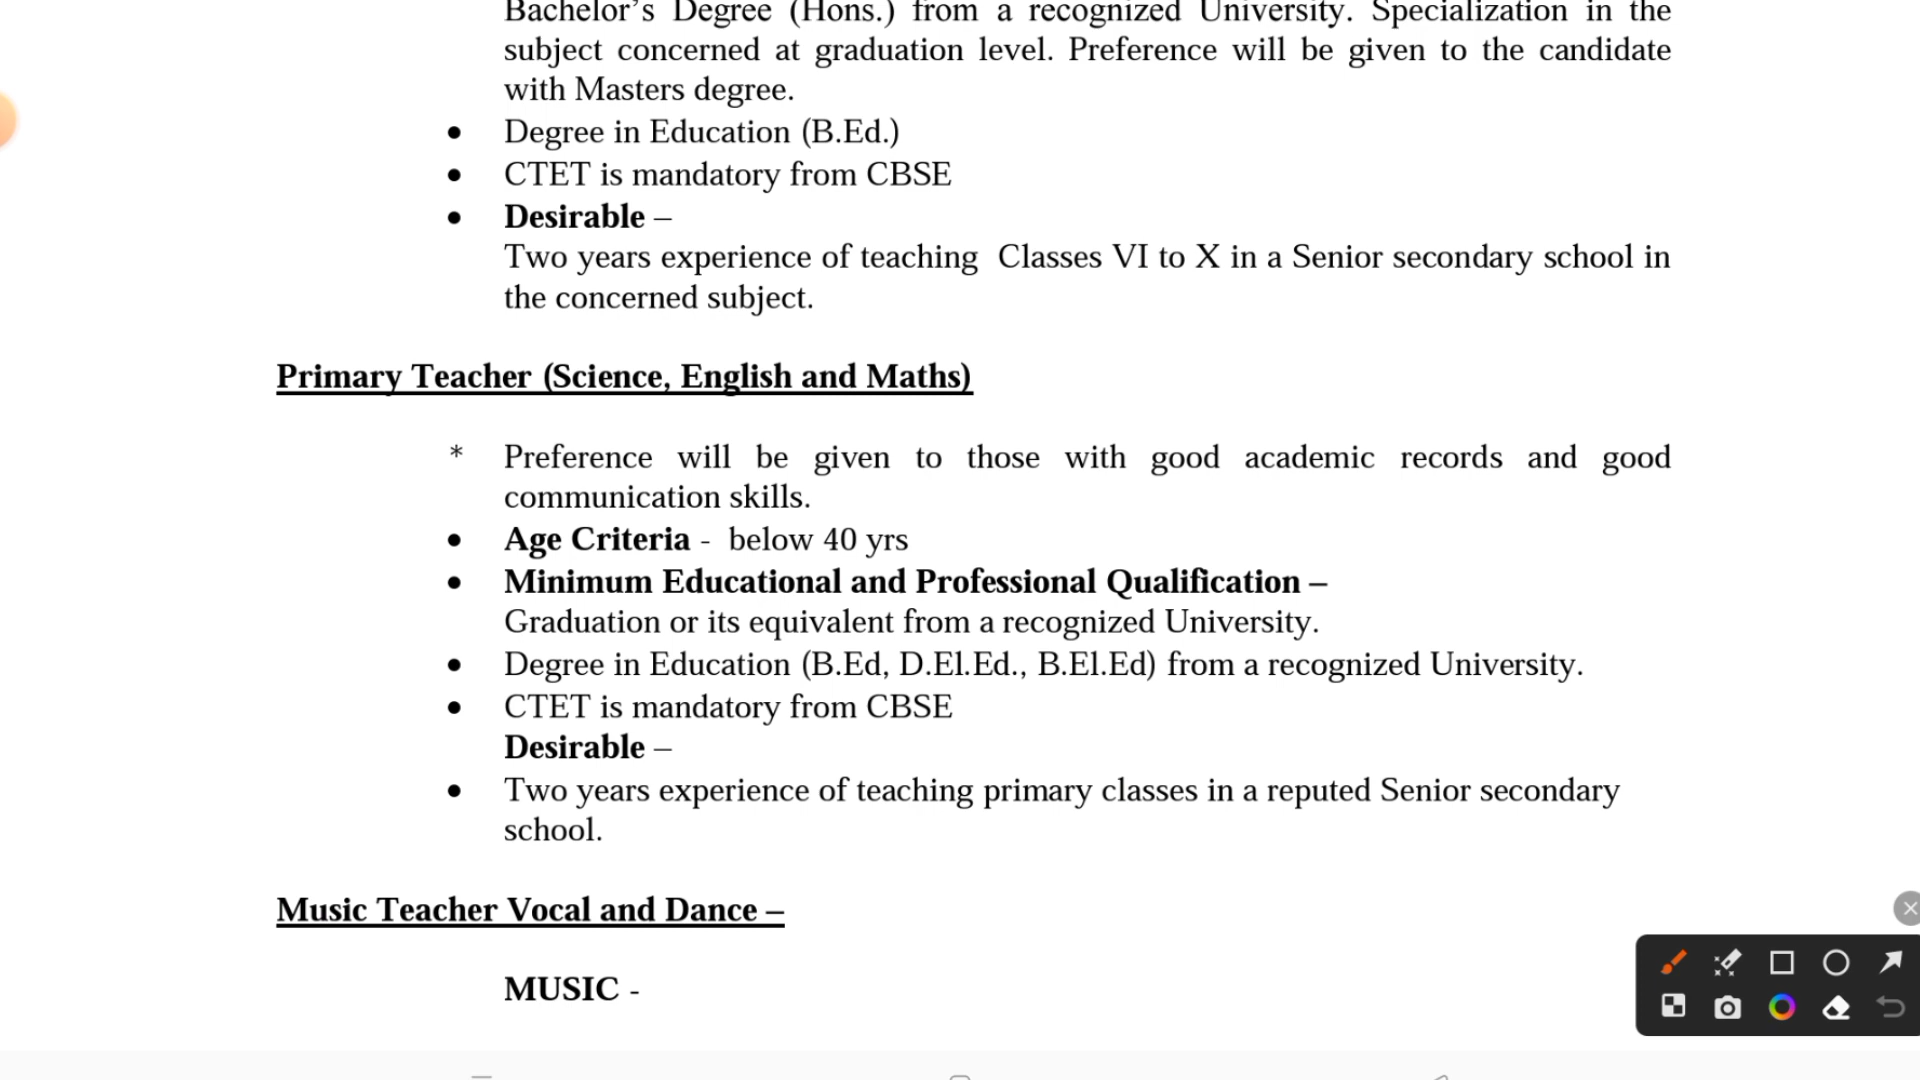 Bachelor’s Degree (Hons.) from a recognized University. Specialization in the
subject concerned at graduation level. Preference will be given to the candidate
with Masters degree.
• Degree in Education (B.Ed.)
• CTET is mandatory from CBSE
• Desirable –
Two years experience of teaching Classes VI to X in a Senior secondary school in
the concerned subject.
Primary Teacher (Science, English and Maths)
* Preference will be given to those with good academic records and good
communication skills.
• Age Criteria - below 40 yrs
• Minimum Educational and Professional Qualification –
Graduation or its equivalent from a recognized University.
• Degree in Education (B.Ed, D.El.Ed., B.El.Ed) from a recognized University.
• CTET is mandatory from CBSE
Desirable –
• Two years experience of teaching primary classes in a reputed Senior secondary
school.
Music Teacher Vocal and Dance –
MUSIC -